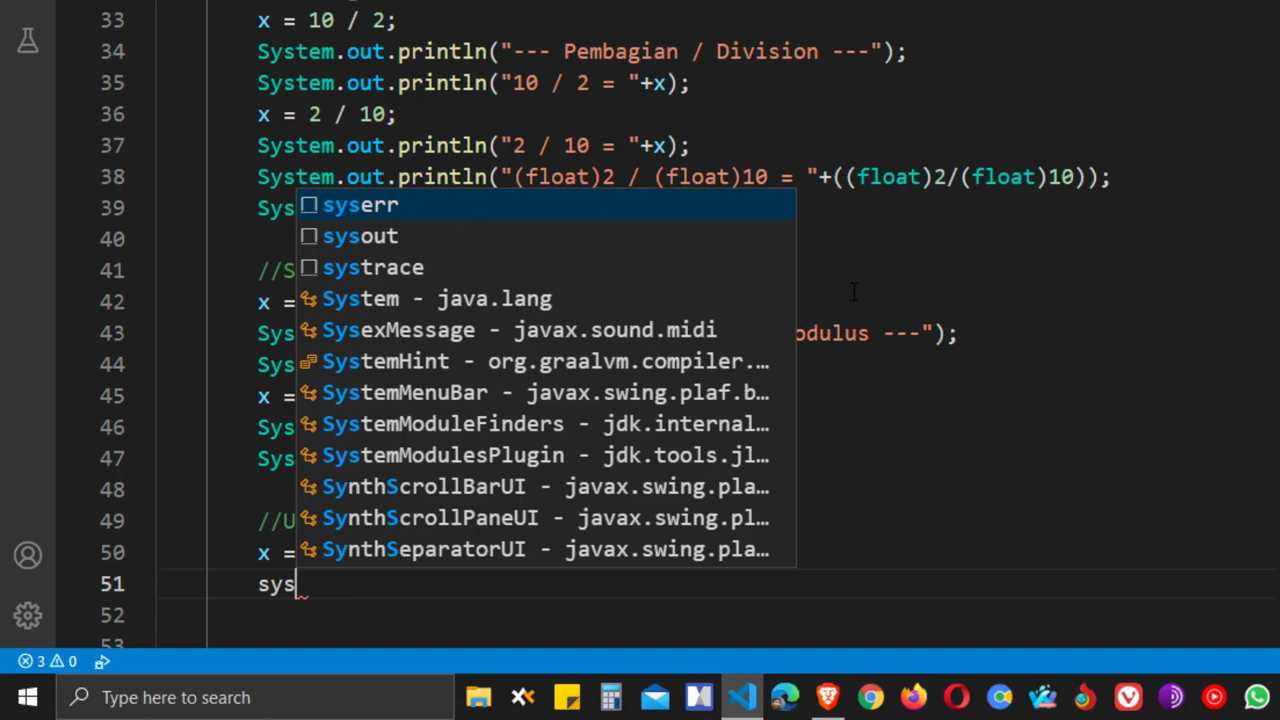 33 x = 10 / 2;
34 System.out.println("--- Pembagian / Division ---");
35 System.out.println("10 / 2 = "+x);
36 x = 2 / 10;
37 System.out.println("2 / 10 = "+x);
38 System.out.println("(float)2 / (float)10 = "+((float)2/(float)10));
39 Sys
40
41 //S
42 x =
43 Sys odulus ---");
44 Sys
45 x =
46 Sys
47 Sys
48
49 //U
50 x =
51 sys
52
53
syserr
sysout
systrace
System - java.lang
SysexMessage - javax.sound.midi
SystemHint - org.graalvm.compiler.…
SystemMenuBar - javax.swing.plaf.b…
SystemModuleFinders - jdk.internal…
SystemModulesPlugin - jdk.tools.jl…
SynthScrollBarUI - javax.swing.pla…
SynthScrollPaneUI - javax.swing.pl…
SynthSeparatorUI - javax.swing.pla…
3 0
Type here to search